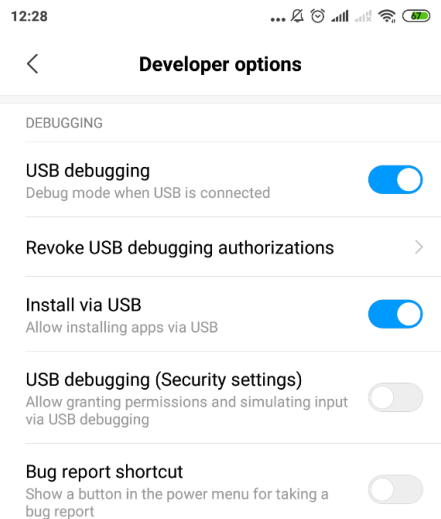 12:28
67
Developer options
DEBUGGING
USB debugging
Debug mode when USB is connected
Revoke USB debugging authorizations
Install via USB
Allow installing apps via USB
USB debugging (Security settings)
Allow granting permissions and simulating input
via USB debugging
Bug report shortcut
Show a button in the power menu for taking a
bug report